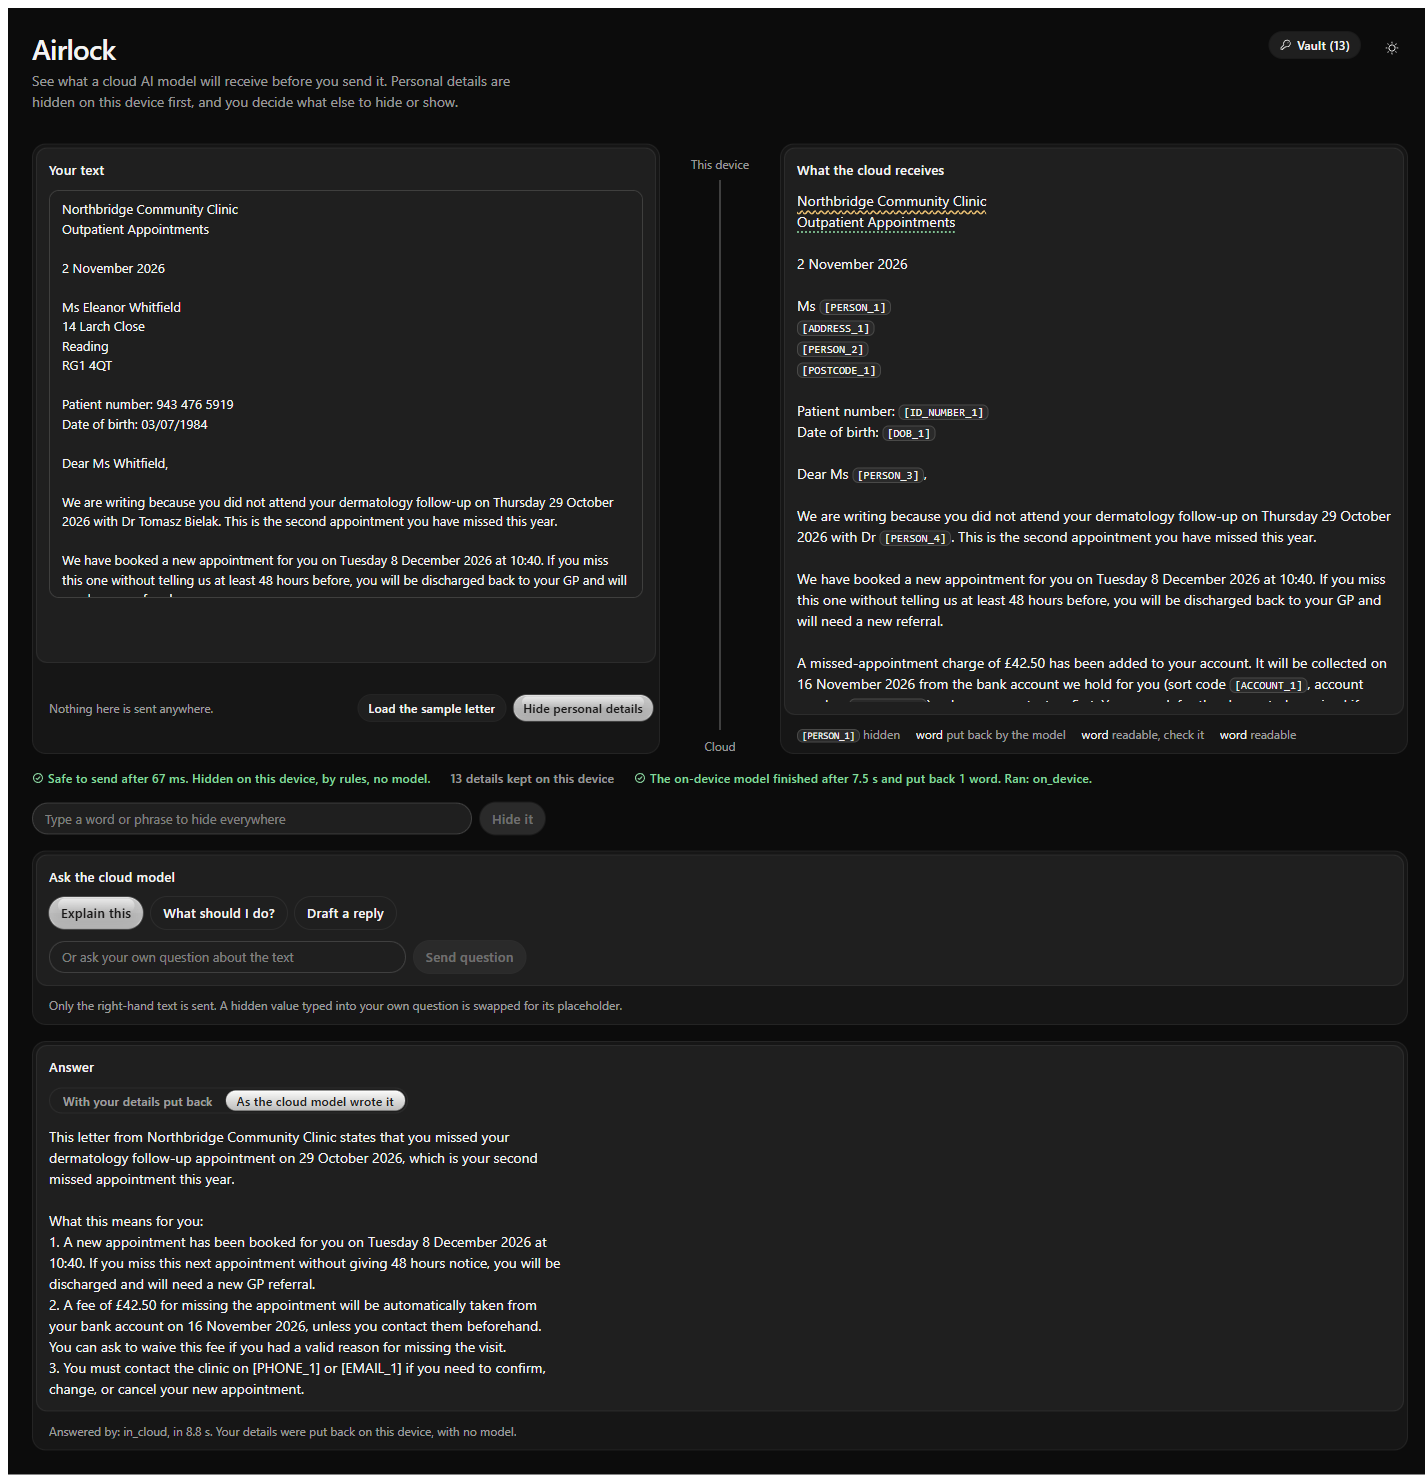 Airlock
Vault (13)
See what a cloud AI model will receive before you send it. Personal details are
hidden on this device first, and you decide what else to hide or show.
Your text
Northbridge Community Clinic
Outpatient Appointments
2 November 2026
Ms Eleanor Whitfield
14 Larch Close
Reading
RG1 4QT
Patient number: 943 476 5919
Date of birth: 03/07/1984
Dear Ms Whitfield,
We are writing because you did not attend your dermatology follow-up on Thursday 29 October
2026 with Dr Tomasz Bielak. This is the second appointment you have missed this year.
We have booked a new appointment for you on Tuesday 8 December 2026 at 10:40. If you miss
this one without telling us at least 48 hours before, you will be discharged back to your GP and will
Nothing here is sent anywhere.
Load the sample letter
Hide personal details
This device
Cloud
What the cloud receives
Northbridge Community Clinic
Outpatient Appointments
2 November 2026
Ms [PERSON_1]
[ADDRESS_1]
[PERSON_2]
[POSTCODE_1]
Patient number: [ID_NUMBER_1]
Date of birth: [DOB_1]
Dear Ms [PERSON_3],
We are writing because you did not attend your dermatology follow-up on Thursday 29 October
2026 with Dr [PERSON_4]. This is the second appointment you have missed this year.
We have booked a new appointment for you on Tuesday 8 December 2026 at 10:40. If you miss
this one without telling us at least 48 hours before, you will be discharged back to your GP and
will need a new referral.
A missed-appointment charge of £42.50 has been added to your account. It will be collected on
16 November 2026 from the bank account we hold for you (sort code [ACCOUNT_1], account
[PERSON_1] hidden word put back by the model word readable, check it word readable
Safe to send after 67 ms. Hidden on this device, by rules, no model. 13 details kept on this device The on-device model finished after 7.5 s and put back 1 word. Ran: on_device.
Type a word or phrase to hide everywhere
Hide it
Ask the cloud model
Explain this
What should I do?
Draft a reply
Or ask your own question about the text
Send question
Only the right-hand text is sent. A hidden value typed into your own question is swapped for its placeholder.
Answer
With your details put back
As the cloud model wrote it
This letter from Northbridge Community Clinic states that you missed your
dermatology follow-up appointment on 29 October 2026, which is your second
missed appointment this year.
What this means for you:
1. A new appointment has been booked for you on Tuesday 8 December 2026 at
10:40. If you miss this next appointment without giving 48 hours notice, you will be
discharged and will need a new GP referral.
2. A fee of £42.50 for missing the appointment will be automatically taken from
your bank account on 16 November 2026, unless you contact them beforehand.
You can ask to waive this fee if you had a valid reason for missing the visit.
3. You must contact the clinic on [PHONE_1] or [EMAIL_1] if you need to confirm,
change, or cancel your new appointment.
Answered by: in_cloud, in 8.8 s. Your details were put back on this device, with no model.